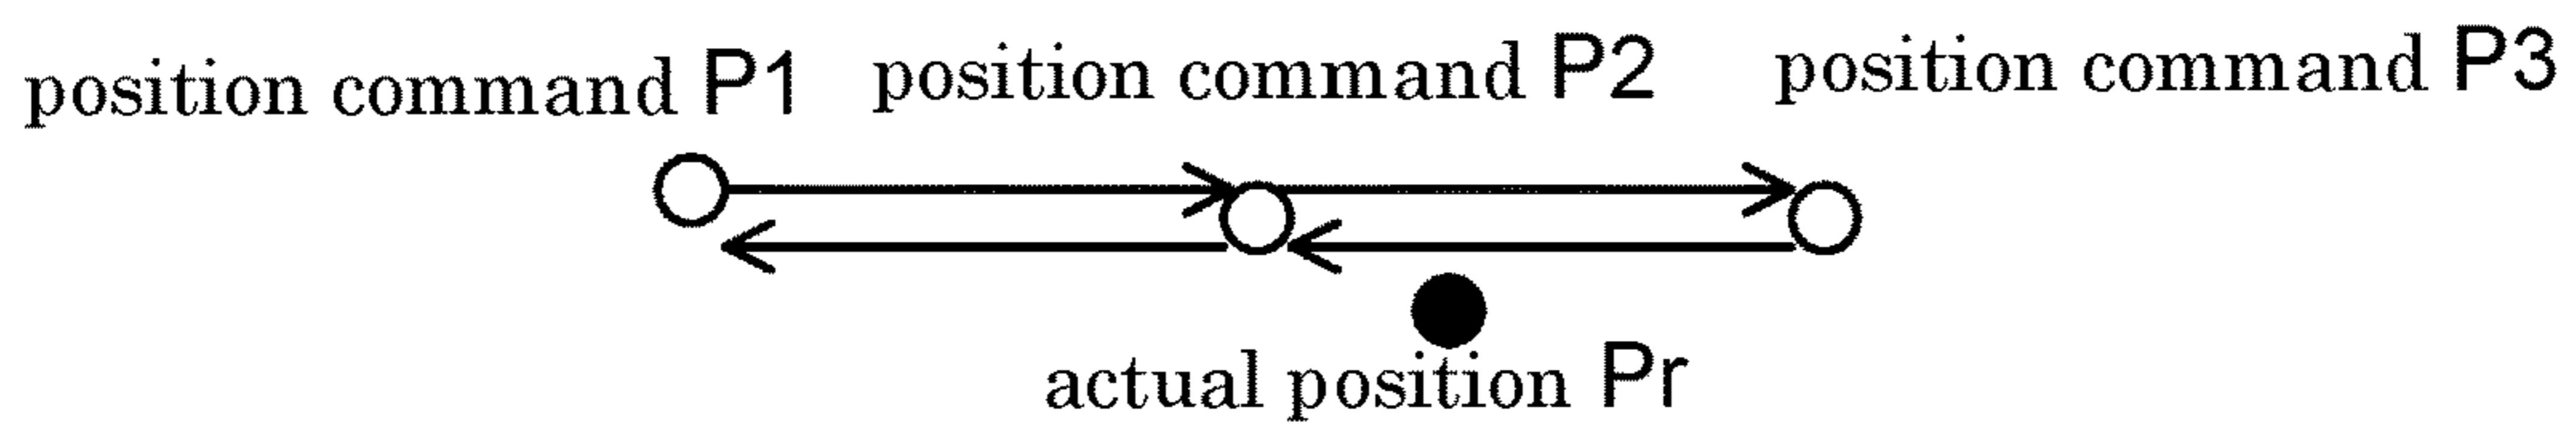 position command P1
position command P2
position command P3
actual position Pr